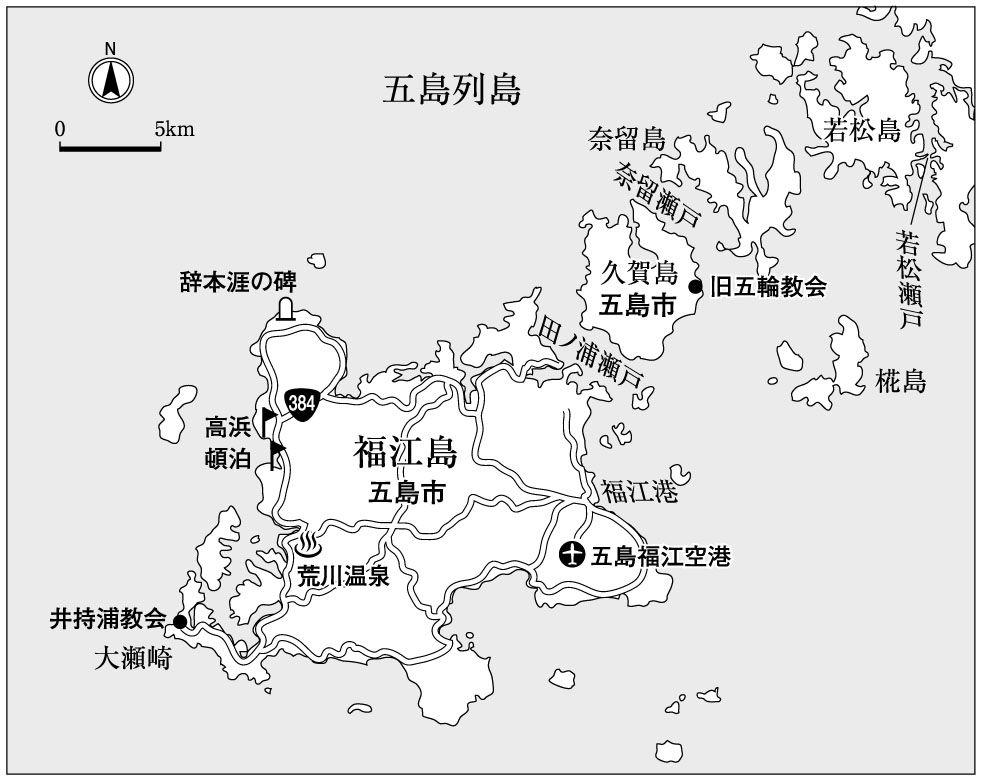 N
五島列島
0 5km
若松島
奈留島
奈留瀬戸
若松瀬戸
久賀島
五島市
旧五輪教会
辞本涯の碑
田ノ浦瀬戸
椛島
384
高浜
頓泊
福江島
五島市
福江港
五島福江空港
荒川温泉
井持浦教会
大瀬崎